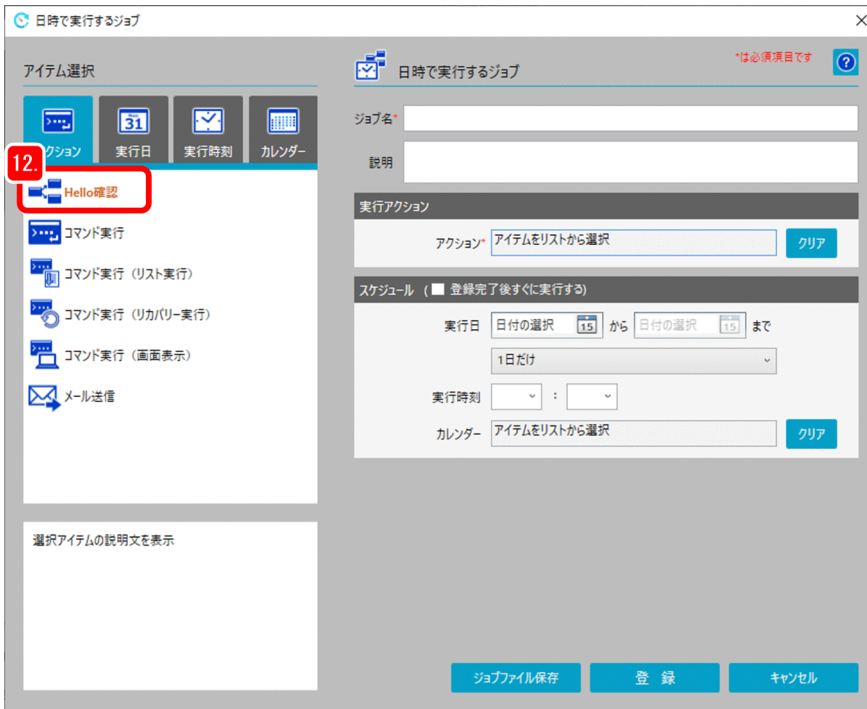 日時で実行するジョブ
アイテム選択
クション
実行日
実行時刻
カレンダー
12.
Hello確認
コマンド実行
コマンド実行（リスト実行）
コマンド実行（リカバリー実行）
コマンド実行（画面表示）
メール送信
選択アイテムの説明文を表示
日時で実行するジョブ
*は必須項目です
?
ジョブ名*
説明
実行アクション
アクション* アイテムをリストから選択 クリア
スケジュール ( 登録完了後すぐに実行する)
実行日 日付の選択 15 から 日付の選択 15 まで
1日だけ
実行時刻 :
カレンダー アイテムをリストから選択 クリア
ジョブファイル保存 登 録 キャンセル